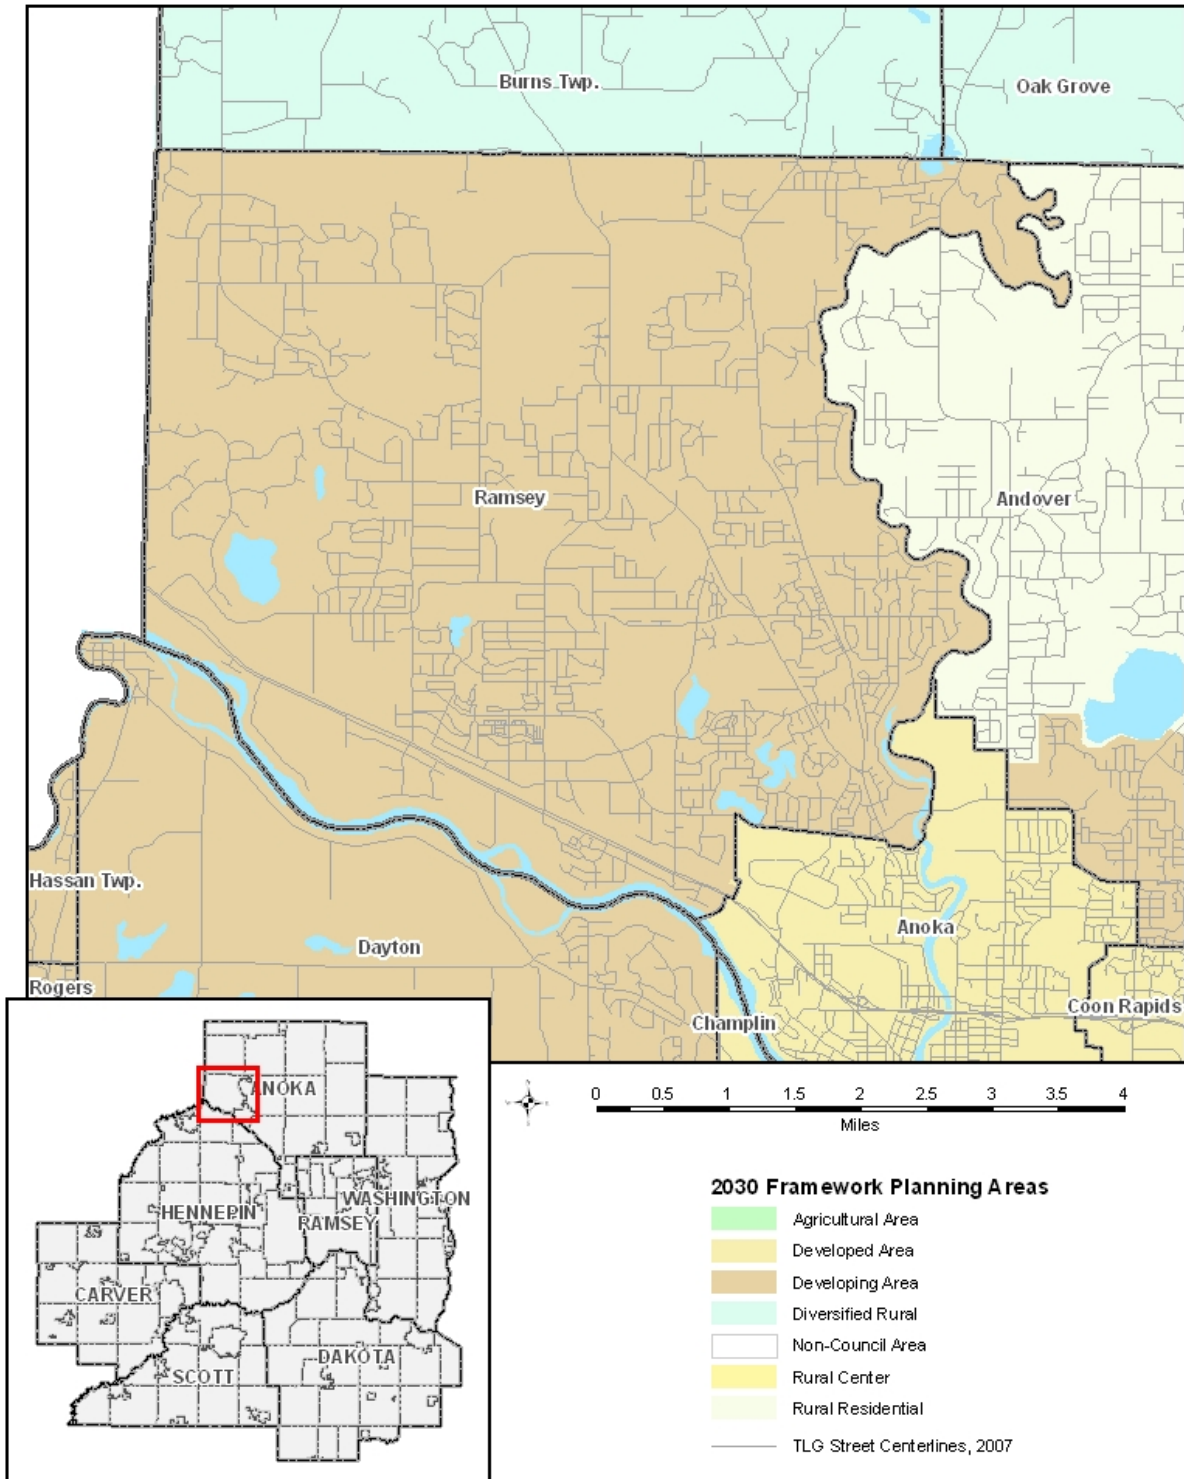 Burns Twp.
Oak Grove
Ramsey
Andover
Hassan Twp.
Dayton
Anoka
Rogers
Coon Rapids
Champlin
ANOKA
WASHINGTON
HENNEPIN
RAMSEY
CARVER
DAKOTA
SCOTT
0 0.5 1 1.5 2 2.5 3 3.5 4
Miles
2030 Framework Planning Areas
Agricultural Area
Developed Area
Developing Area
Diversified Rural
Non-Council Area
Rural Center
Rural Residential
TLG Street Centerlines, 2007